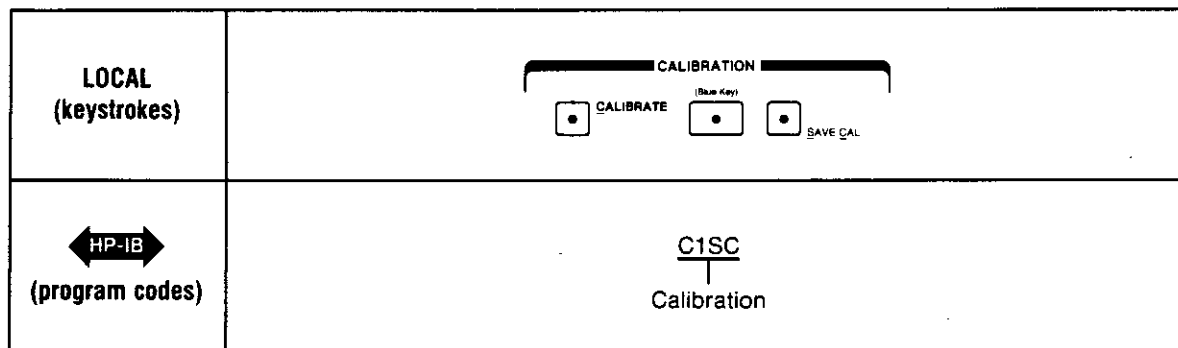 LOCAL
(keystrokes)
CALIBRATION
CALIBRATE
(Blue Key)
SAVE CAL
HP-IB
(program codes)
C1SC
Calibration